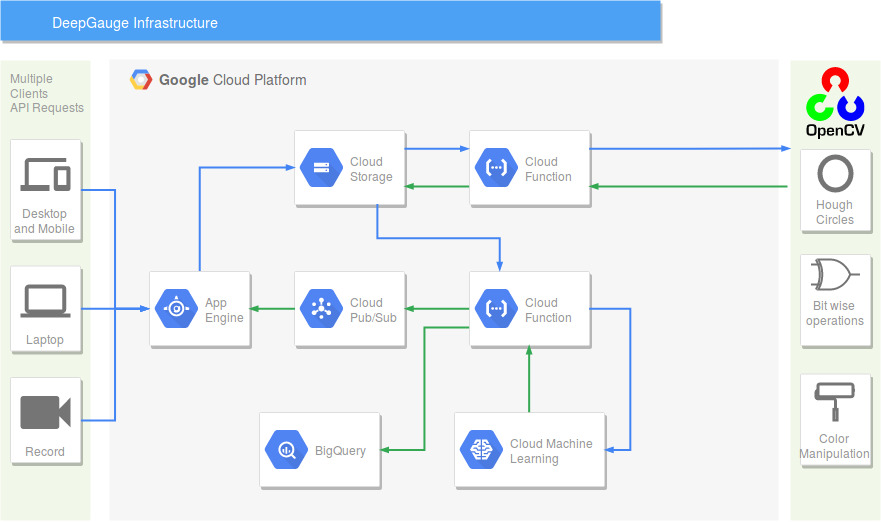 DeepGauge Infrastructure
Multiple
Clients
API Requests
Google Cloud Platform
OpenCV
Desktop
and Mobile
Laptop
Record
Cloud
Storage
Cloud
Function
App
Engine
Cloud
Pub/Sub
Cloud
Function
BigQuery
Cloud Machine
Learning
Hough
Circles
Bit wise
operations
Color
Manipulation